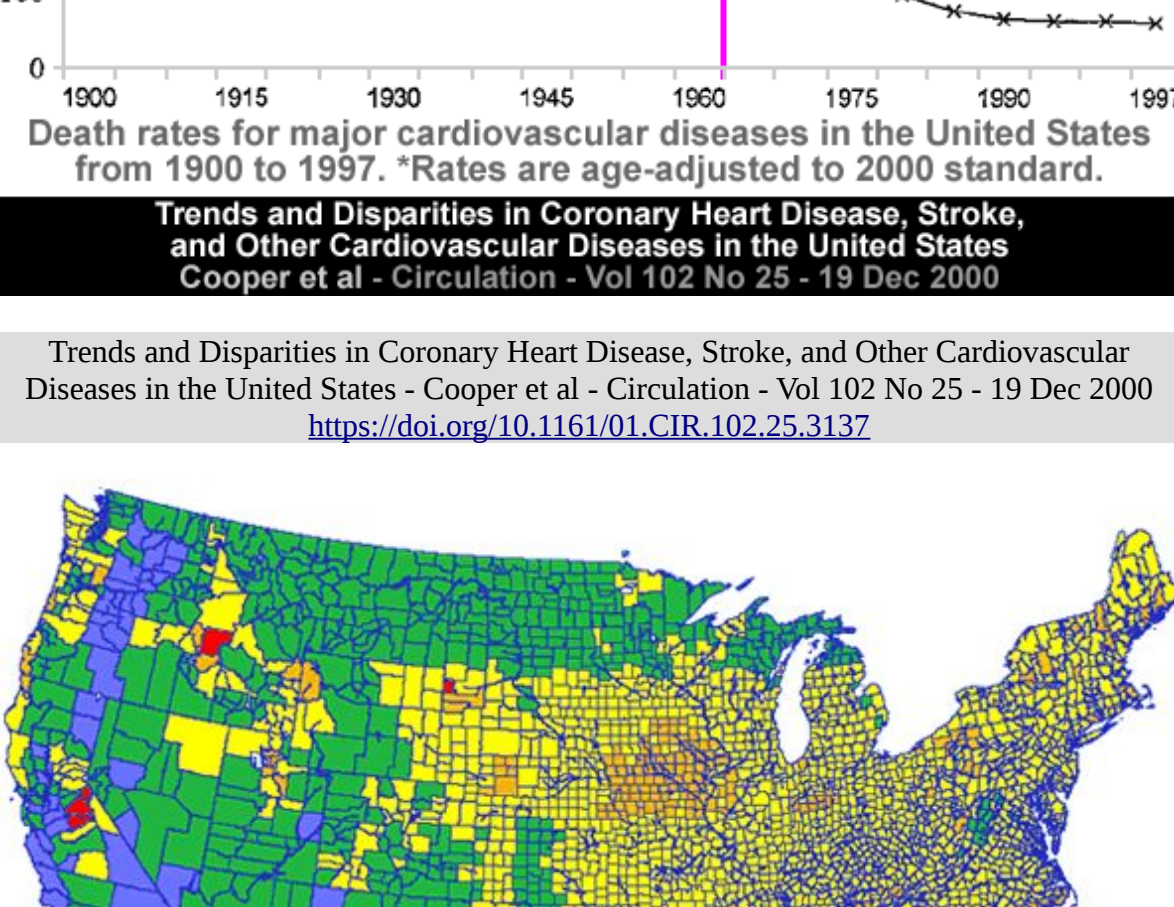 0
1900 1915 1930 1945 1960 1975 1990 1997
Death rates for major cardiovascular diseases in the United States
from 1900 to 1997. *Rates are age-adjusted to 2000 standard.
Trends and Disparities in Coronary Heart Disease, Stroke,
and Other Cardiovascular Diseases in the United States
Cooper et al - Circulation - Vol 102 No 25 - 19 Dec 2000
Trends and Disparities in Coronary Heart Disease, Stroke, and Other Cardiovascular
Diseases in the United States - Cooper et al - Circulation - Vol 102 No 25 - 19 Dec 2000
https://doi.org/10.1161/01.CIR.102.25.3137